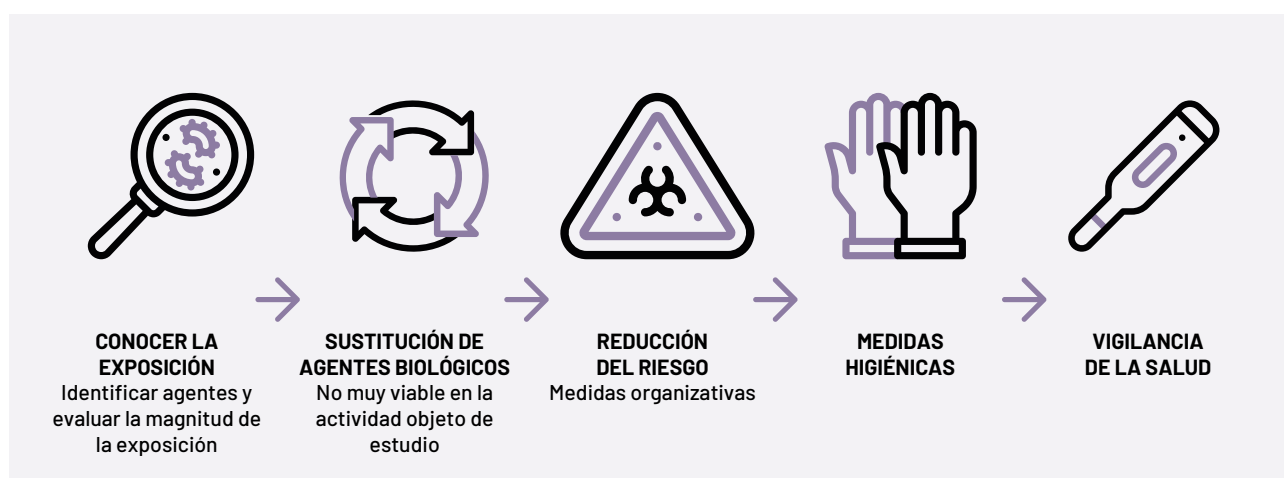 CONOCER LA
EXPOSICIÓN
Identificar agentes y
evaluar la magnitud de
la exposición
SUSTITUCIÓN DE
AGENTES BIOLÓGICOS
No muy viable en la
actividad objeto de
estudio
REDUCCIÓN
DEL RIESGO
Medidas organizativas
MEDIDAS
HIGIÉNICAS
VIGILANCIA
DE LA SALUD